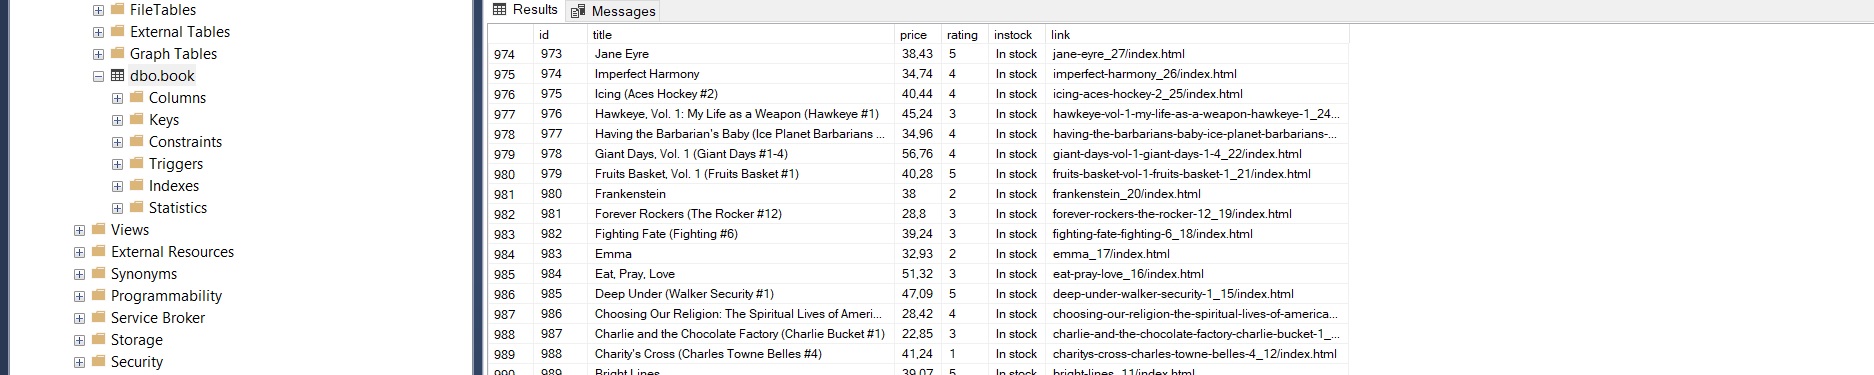 FileTables
External Tables
Graph Tables
dbo.book
Columns
Keys
Constraints
Triggers
Indexes
Statistics
Views
External Resources
Synonyms
Programmability
Service Broker
Storage
Security
Results Messages
id title price rating instock link
974 973 Jane Eyre 38,43 5 In stock jane-eyre_27/index.html
975 974 Imperfect Harmony 34,74 4 In stock imperfect-harmony_26/index.html
976 975 Icing (Aces Hockey #2) 40,44 4 In stock icing-aces-hockey-2_25/index.html
977 976 Hawkeye, Vol. 1: My Life as a Weapon (Hawkeye #1) 45,24 3 In stock hawkeye-vol-1-my-life-as-a-weapon-hawkeye-1_24...
978 977 Having the Barbarian's Baby (Ice Planet Barbarians ... 34,96 4 In stock having-the-barbarians-baby-ice-planet-barbarians-...
979 978 Giant Days, Vol. 1 (Giant Days #1-4) 56,76 4 In stock giant-days-vol-1-giant-days-1-4_22/index.html
980 979 Fruits Basket, Vol. 1 (Fruits Basket #1) 40,28 5 In stock fruits-basket-vol-1-fruits-basket-1_21/index.html
981 980 Frankenstein 38 2 In stock frankenstein_20/index.html
982 981 Forever Rockers (The Rocker #12) 28,8 3 In stock forever-rockers-the-rocker-12_19/index.html
983 982 Fighting Fate (Fighting #6) 39,24 3 In stock fighting-fate-fighting-6_18/index.html
984 983 Emma 32,93 2 In stock emma_17/index.html
985 984 Eat, Pray, Love 51,32 3 In stock eat-pray-love_16/index.html
986 985 Deep Under (Walker Security #1) 47,09 5 In stock deep-under-walker-security-1_15/index.html
987 986 Choosing Our Religion: The Spiritual Lives of Ameri... 28,42 4 In stock choosing-our-religion-the-spiritual-lives-of-america...
988 987 Charlie and the Chocolate Factory (Charlie Bucket #1) 22,85 3 In stock charlie-and-the-chocolate-factory-charlie-bucket-1_...
989 988 Charity's Cross (Charles Towne Belles #4) 41,24 1 In stock charitys-cross-charles-towne-belles-4_12/index.html
990 989 Bright Lines 39,07 5 In stock bright-lines_11/index.html